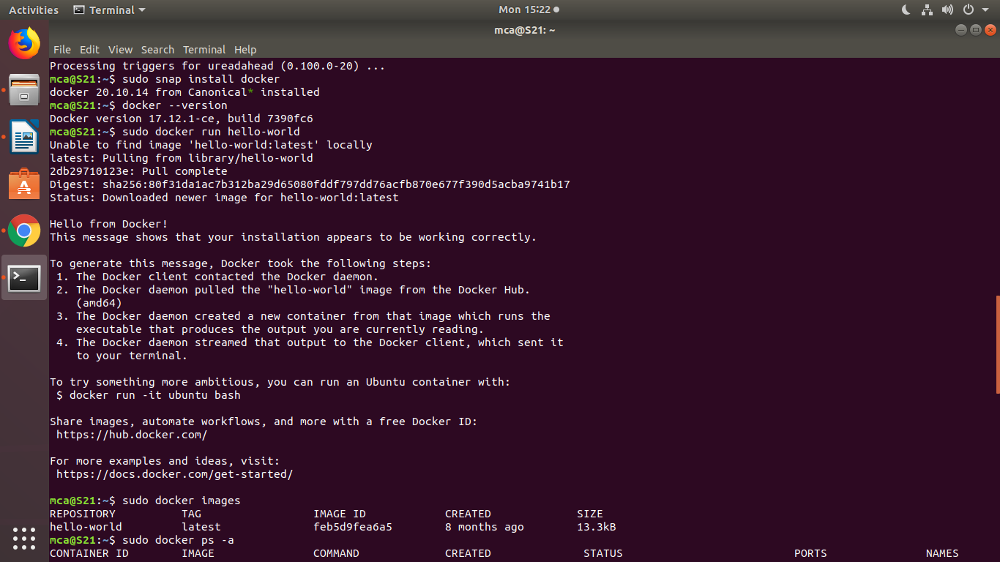 Activities Terminal Mon 15:22
mca@S21: ~
File Edit View Search Terminal Help
Processing triggers for ureadahead (0.100.0-20) ...
mca@S21:~$ sudo snap install docker
docker 20.10.14 from Canonical* installed
mca@S21:~$ docker --version
Docker version 17.12.1-ce, build 7390fc6
mca@S21:~$ sudo docker run hello-world
Unable to find image 'hello-world:latest' locally
latest: Pulling from library/hello-world
2db29710123e: Pull complete
Digest: sha256:80f31da1ac7b312ba29d65080fddf797dd76acfb870e677f390d5acba9741b17
Status: Downloaded newer image for hello-world:latest
Hello from Docker!
This message shows that your installation appears to be working correctly.
To generate this message, Docker took the following steps:
1. The Docker client contacted the Docker daemon.
2. The Docker daemon pulled the "hello-world" image from the Docker Hub.
(amd64)
3. The Docker daemon created a new container from that image which runs the
executable that produces the output you are currently reading.
4. The Docker daemon streamed that output to the Docker client, which sent it
to your terminal.
To try something more ambitious, you can run an Ubuntu container with:
$ docker run -it ubuntu bash
Share images, automate workflows, and more with a free Docker ID:
https://hub.docker.com/
For more examples and ideas, visit:
https://docs.docker.com/get-started/
mca@S21:~$ sudo docker images
REPOSITORY TAG IMAGE ID CREATED SIZE
hello-world latest feb5d9fea6a5 8 months ago 13.3kB
mca@S21:~$ sudo docker ps -a
CONTAINER ID IMAGE COMMAND CREATED STATUS PORTS NAMES